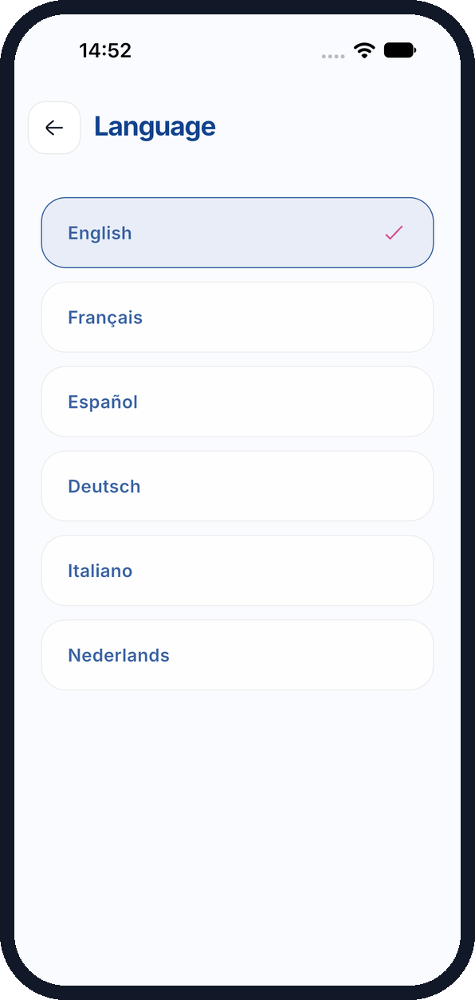 14:52
Language
English
Français
Español
Deutsch
Italiano
Nederlands